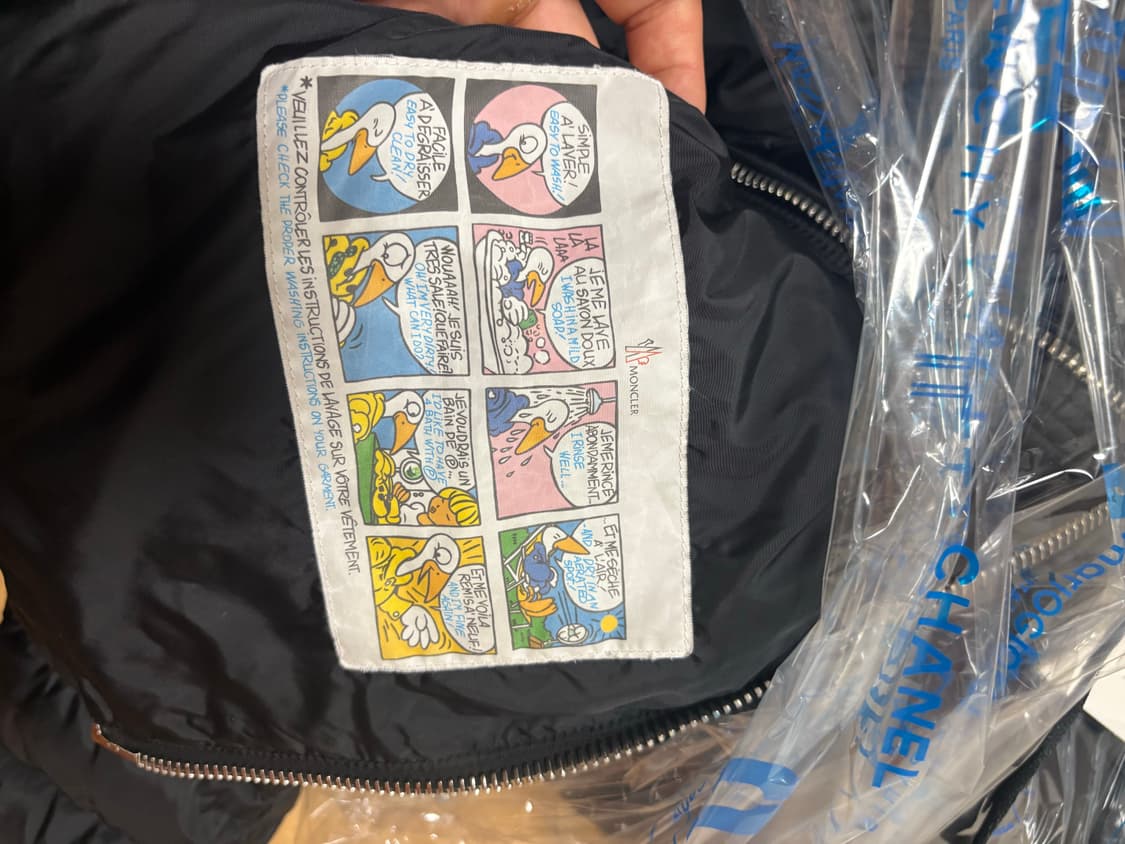 MONCLER
SIMPLE
À LAVER!
EASY TO WASH!
LA
LÀ
LAAA
JE ME LAVE
AU SAVON DOUX
I WASH IN A MILD
SOAP!
JE ME RINCE
ABONDAMMENT...
I RINSE
WELL...
...ET ME SÈCHE
À L'AIR.
AND DRY IN AN
AERATED
SPOT.
FACILE
A' DÉGRAISSER
EASY TO DRY
CLEAN!
WOUAAAH! JE SUIS
TRÈS SALE! QUE FAIRE!
OH! I'M VERY DIRTY!
WHAT CAN I DO?
JE VOUDRAIS UN
BAIN DE Ⓟ...
I'D LIKE TO HAVE
A BATH WITH Ⓟ
ET ME VOILÀ
REMIS À NEUF!
AND I'M FINE
AGAIN!
* VEUILLEZ CONTRÔLER LES INSTRUCTIONS DE LAVAGE SUR VÔTRE VÊTEMENT.
*PLEASE CHECK THE PROPER WASHING INSTRUCTIONS ON YOUR GARMENT.
CHANEL
PARIS